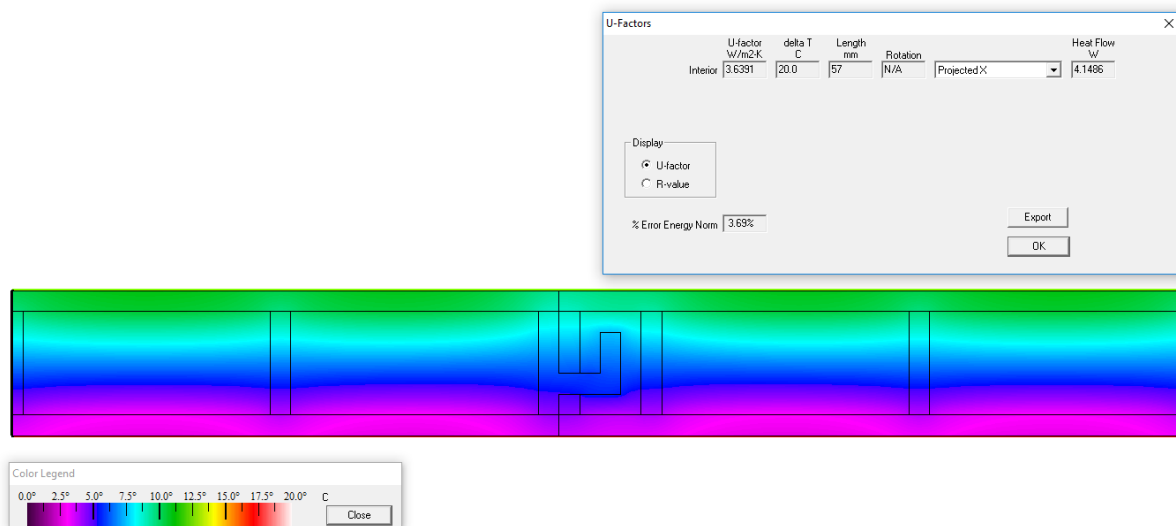 U-Factors
U-factor delta T Length Heat Flow
W/m2-K C mm Rotation W
Interior 3.6391 20.0 57 N/A Projected X 4.1486
Display
U-factor
R-value
% Error Energy Norm 3.69%
Export
OK
Color Legend
0.0° 2.5° 5.0° 7.5° 10.0° 12.5° 15.0° 17.5° 20.0° C
Close